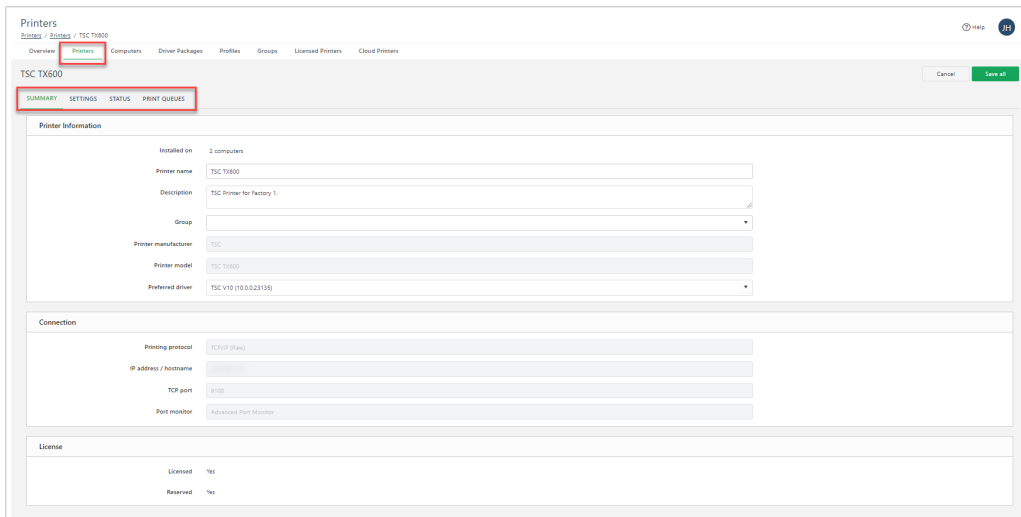 Printers
Printers / Printers / TSC TX600
Help
JH
Overview Printers Computers Driver Packages Profiles Groups Licensed Printers Cloud Printers
TSC TX600
Cancel Save all
SUMMARY SETTINGS STATUS PRINT QUEUES
Printer Information
Installed on 2 computers
Printer name TSC TX600
Description TSC Printer for Factory 1,
Group
Printer manufacturer TSC
Printer model TSC TX600
Preferred driver TSC V10 (10.0.0.23135)
Connection
Printing protocol TCP/IP (Raw)
IP address / hostname
TCP port 9100
Port monitor Advanced Port Monitor
License
Licensed Yes
Reserved Yes